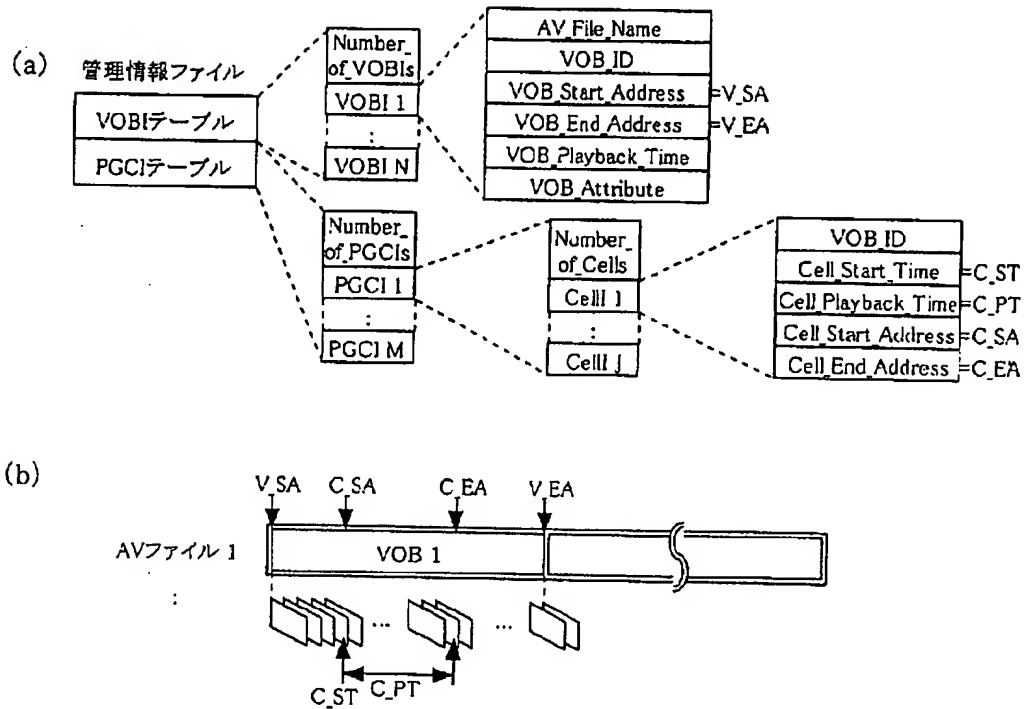 (a)
管理情報ファイル
VOBIテーブル
PGCIテーブル
Number_
of_VOBIs
VOBI 1
:
VOBI N
AV_File_Name
VOB_ID
VOB_Start_Address
=V_SA
VOB_End_Address
=V_EA
VOB_Playback_Time
VOB_Attribute
Number_
of_PGCIs
PGCI 1
:
PGCI M
Number_
of_Cells
CellI 1
:
CellI J
VOB_ID
Cell_Start_Time
=C_ST
Cell_Playback_Time
=C_PT
Cell_Start_Address
=C_SA
Cell_End_Address
=C_EA
(b)
V_SA
C_SA
C_EA
V_EA
AVファイル 1
VOB 1
:
...
...
C_ST
C_PT